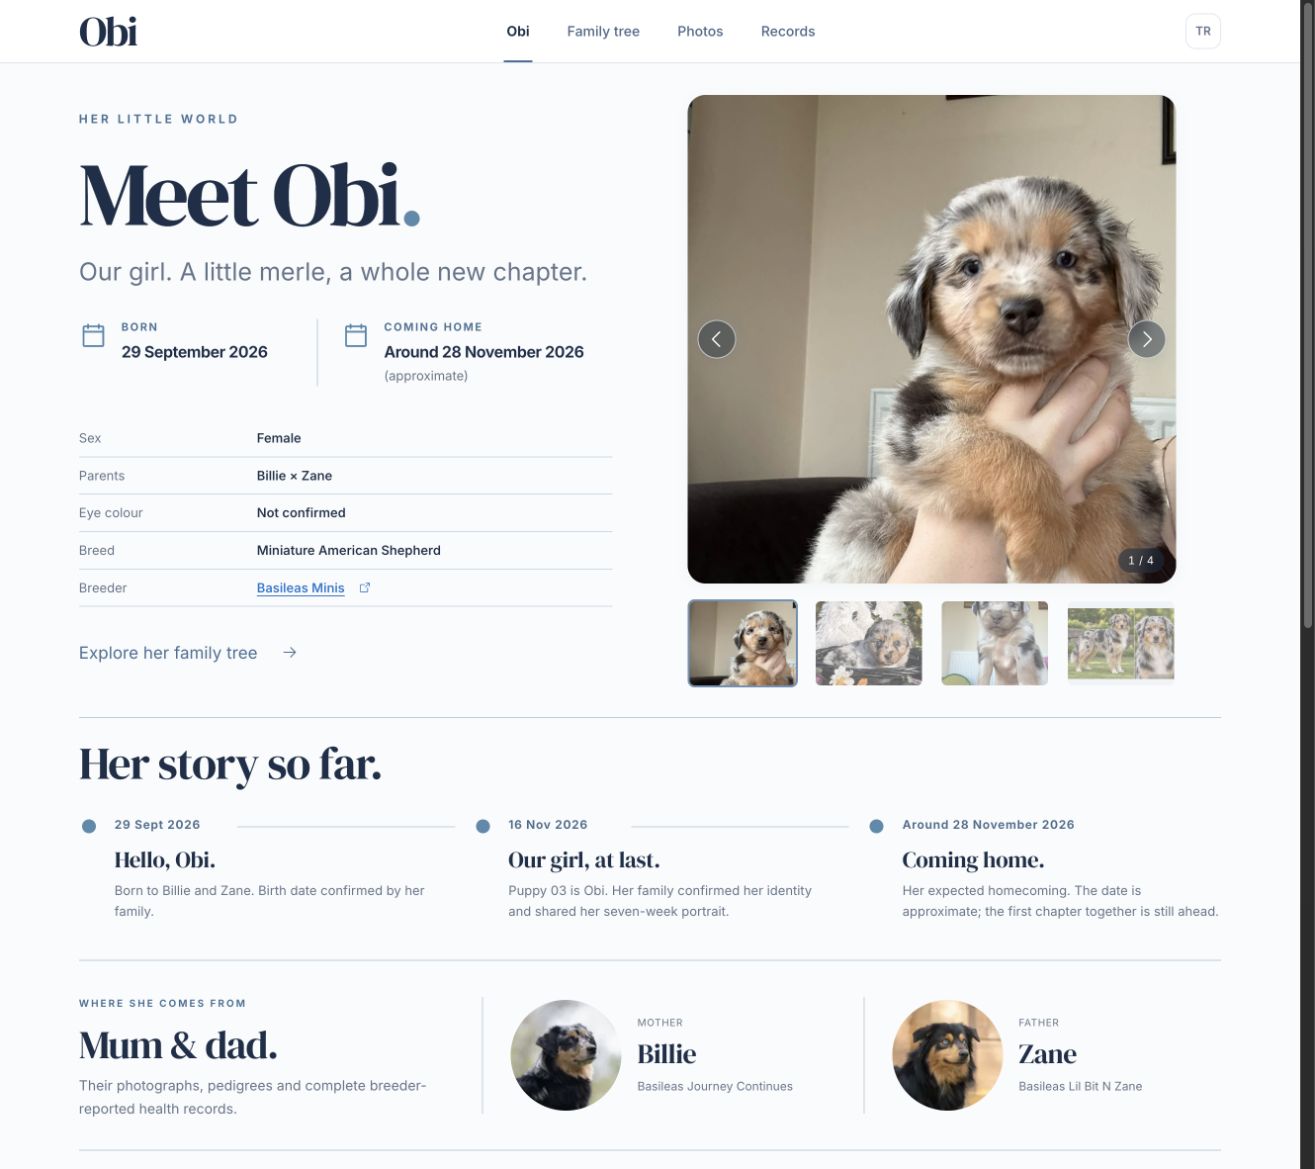 Obi
Obi
Family tree
Photos
Records
TR
HER LITTLE WORLD
Meet Obi.
Our girl. A little merle, a whole new chapter.
BORN
29 September 2026
COMING HOME
Around 28 November 2026
(approximate)
Sex Female
Parents Billie × Zane
Eye colour Not confirmed
Breed Miniature American Shepherd
Breeder Basileas Minis
Explore her family tree →
1 / 4
Her story so far.
29 Sept 2026
Hello, Obi.
Born to Billie and Zane. Birth date confirmed by her
family.
16 Nov 2026
Our girl, at last.
Puppy 03 is Obi. Her family confirmed her identity
and shared her seven-week portrait.
Around 28 November 2026
Coming home.
Her expected homecoming. The date is
approximate; the first chapter together is still ahead.
WHERE SHE COMES FROM
Mum & dad.
Their photographs, pedigrees and complete breeder-
reported health records.
MOTHER
Billie
Basileas Journey Continues
FATHER
Zane
Basileas Lil Bit N Zane